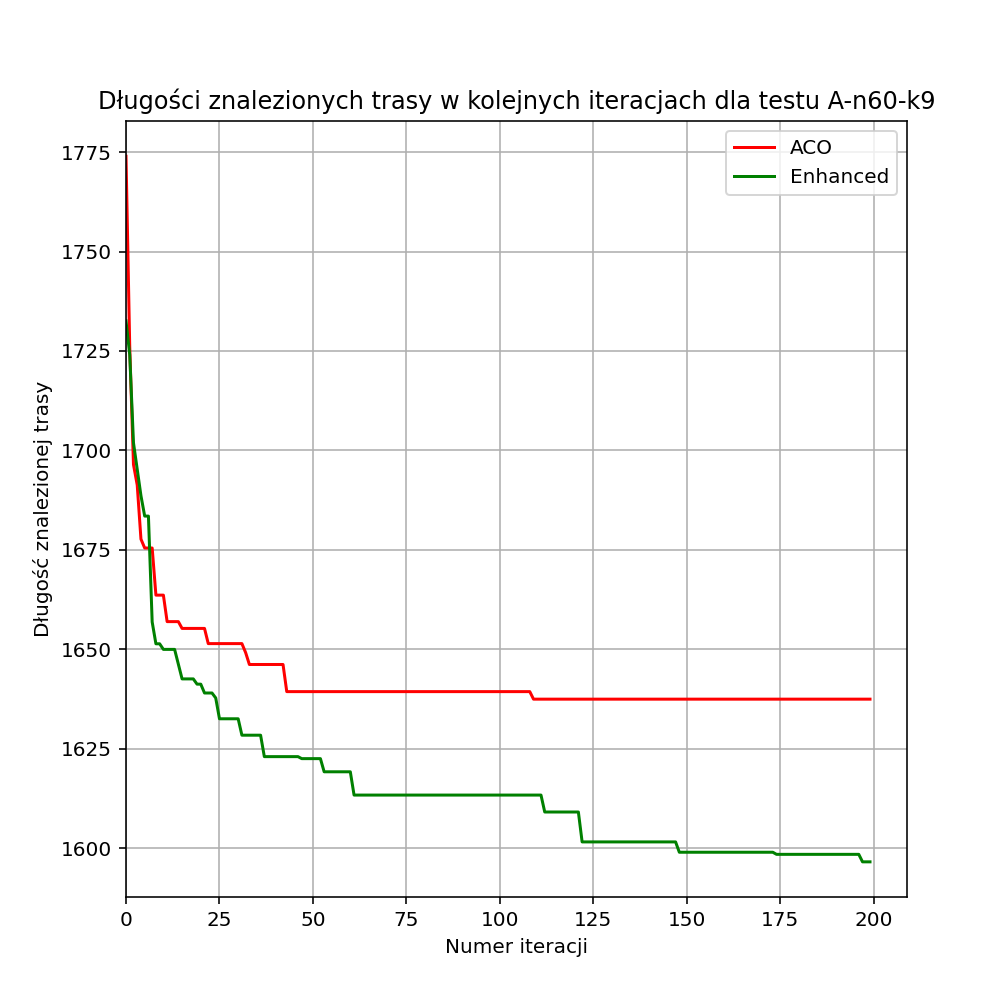 Długości znalezionych trasy w kolejnych iteracjach dla testu A-n60-k9
ACO
Enhanced
Długość znalezionej trasy
1775
1750
1725
1700
1675
1650
1625
1600
0 25 50 75 100 125 150 175 200
Numer iteracji